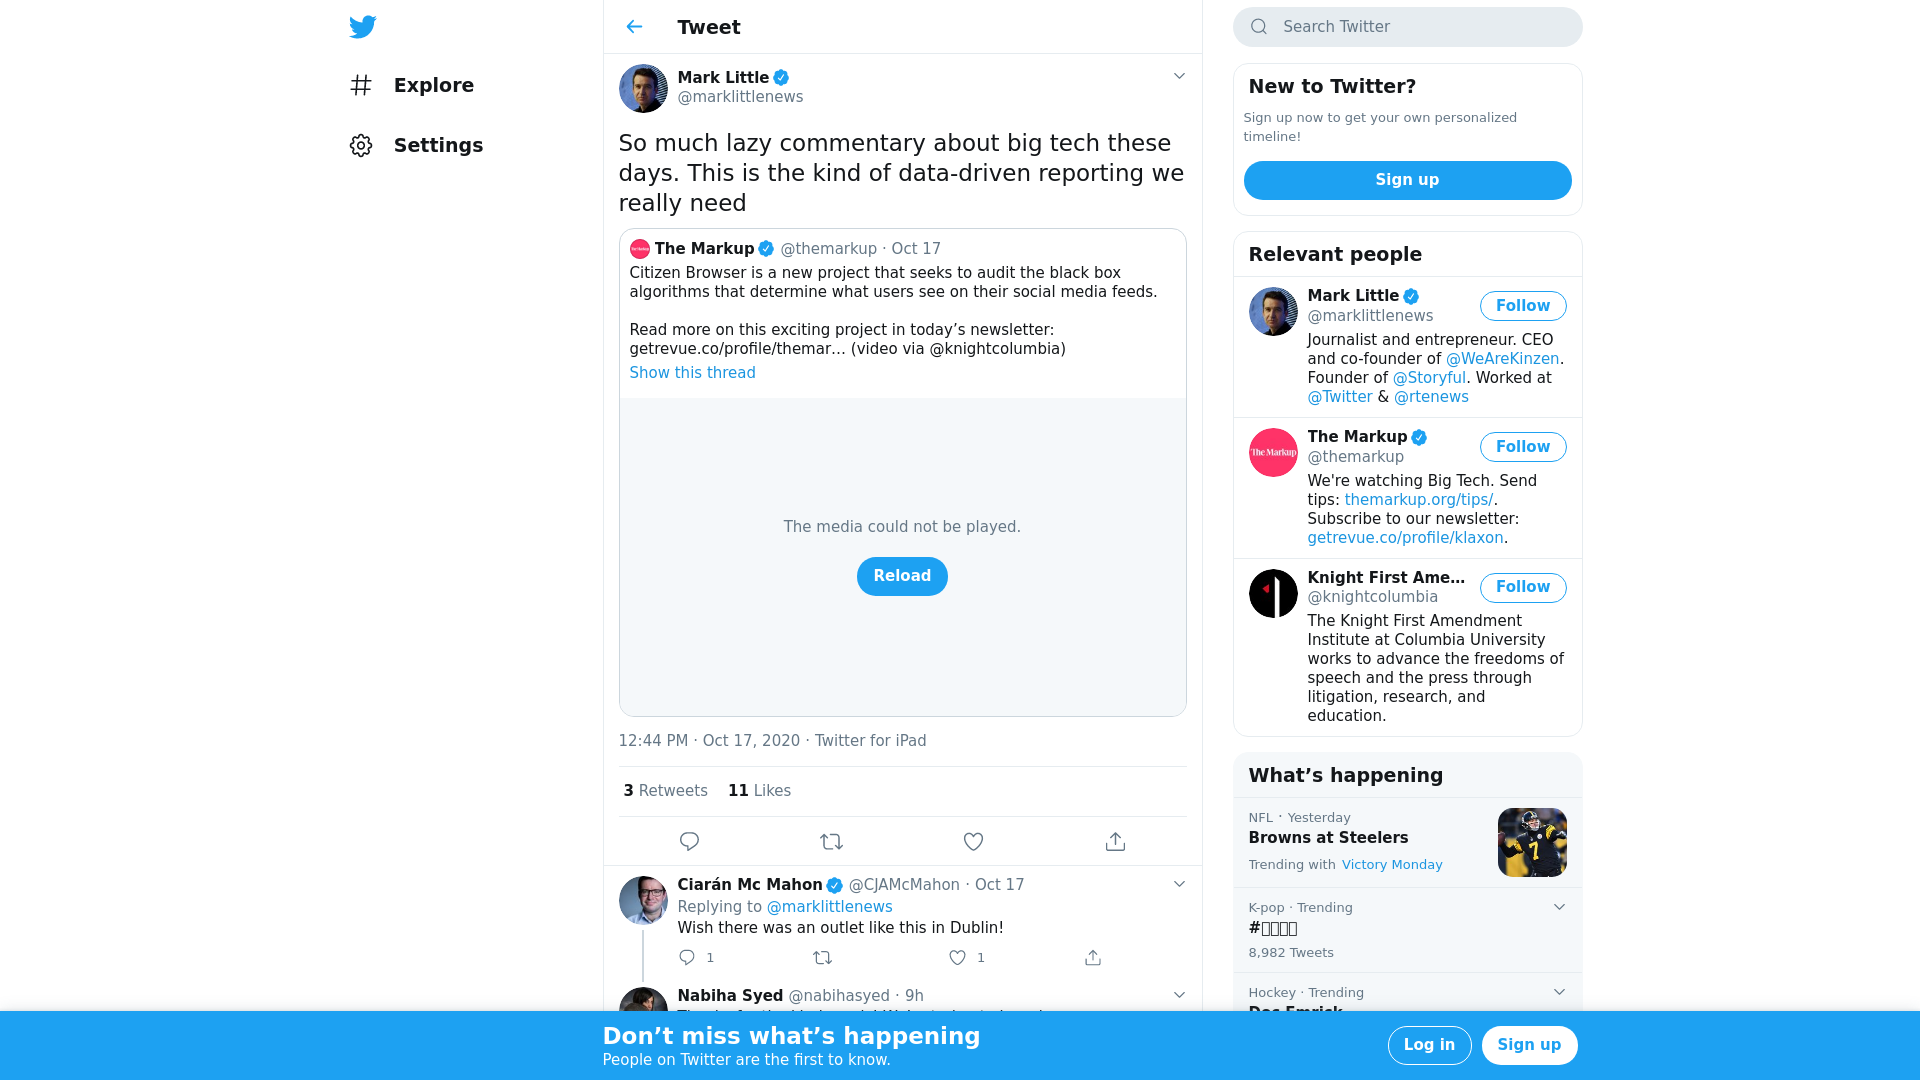 Explore
Settings
Tweet
Mark Little
@marklittlenews
So much lazy commentary about big tech these
days. This is the kind of data-driven reporting we
really need
The Markup @themarkup · Oct 17
Citizen Browser is a new project that seeks to audit the black box
algorithms that determine what users see on their social media feeds.
Read more on this exciting project in today’s newsletter:
getrevue.co/profile/themar… (video via @knightcolumbia)
Show this thread
The media could not be played.
Reload
12:44 PM · Oct 17, 2020 · Twitter for iPad
3 Retweets 11 Likes
Ciarán Mc Mahon @CJAMcMahon · Oct 17
Replying to @marklittlenews
Wish there was an outlet like this in Dublin!
1 1
Nabiha Syed @nabihasyed · 9h
Search Twitter
New to Twitter?
Sign up now to get your own personalized
timeline!
Sign up
Relevant people
Mark Little
@marklittlenews
Follow
Journalist and entrepreneur. CEO
and co-founder of @WeAreKinzen.
Founder of @Storyful. Worked at
@Twitter & @rtenews
The Markup
@themarkup
Follow
The Markup
We're watching Big Tech. Send
tips: themarkup.org/tips/.
Subscribe to our newsletter:
getrevue.co/profile/klaxon.
Knight First Ame…
@knightcolumbia
Follow
The Knight First Amendment
Institute at Columbia University
works to advance the freedoms of
speech and the press through
litigation, research, and
education.
What’s happening
NFL · Yesterday
Browns at Steelers
Trending with Victory Monday
7
K-pop · Trending
#
8,982 Tweets
Hockey · Trending
Doc Emrick
Don’t miss what’s happening
People on Twitter are the first to know.
Log in
Sign up